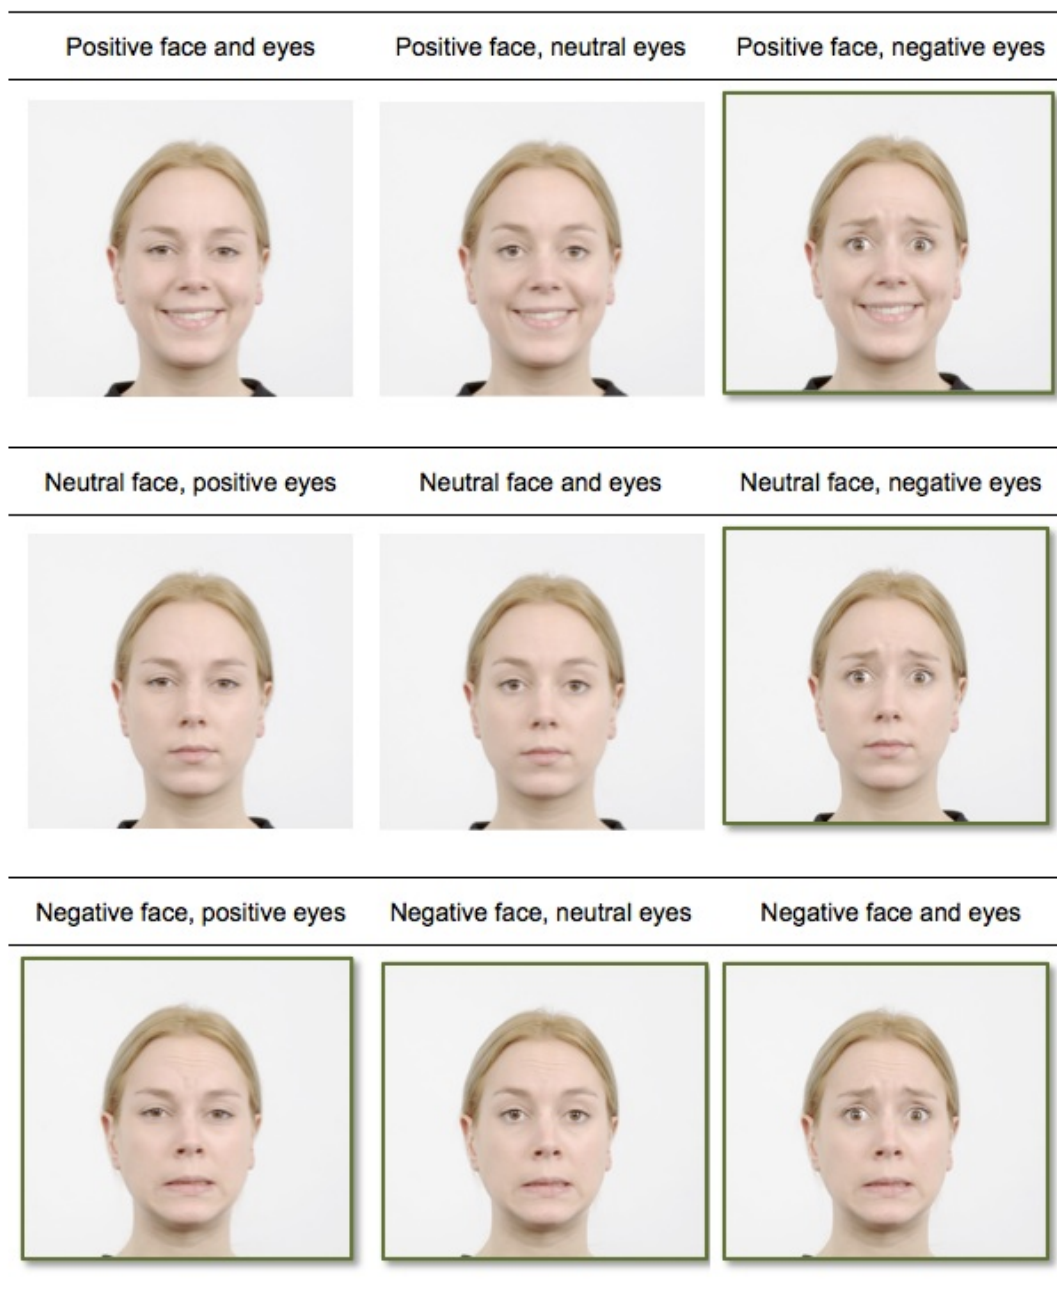 Positive face and eyes
Positive face, neutral eyes
Positive face, negative eyes
Neutral face, positive eyes
Neutral face and eyes
Neutral face, negative eyes
Negative face, positive eyes
Negative face, neutral eyes
Negative face and eyes